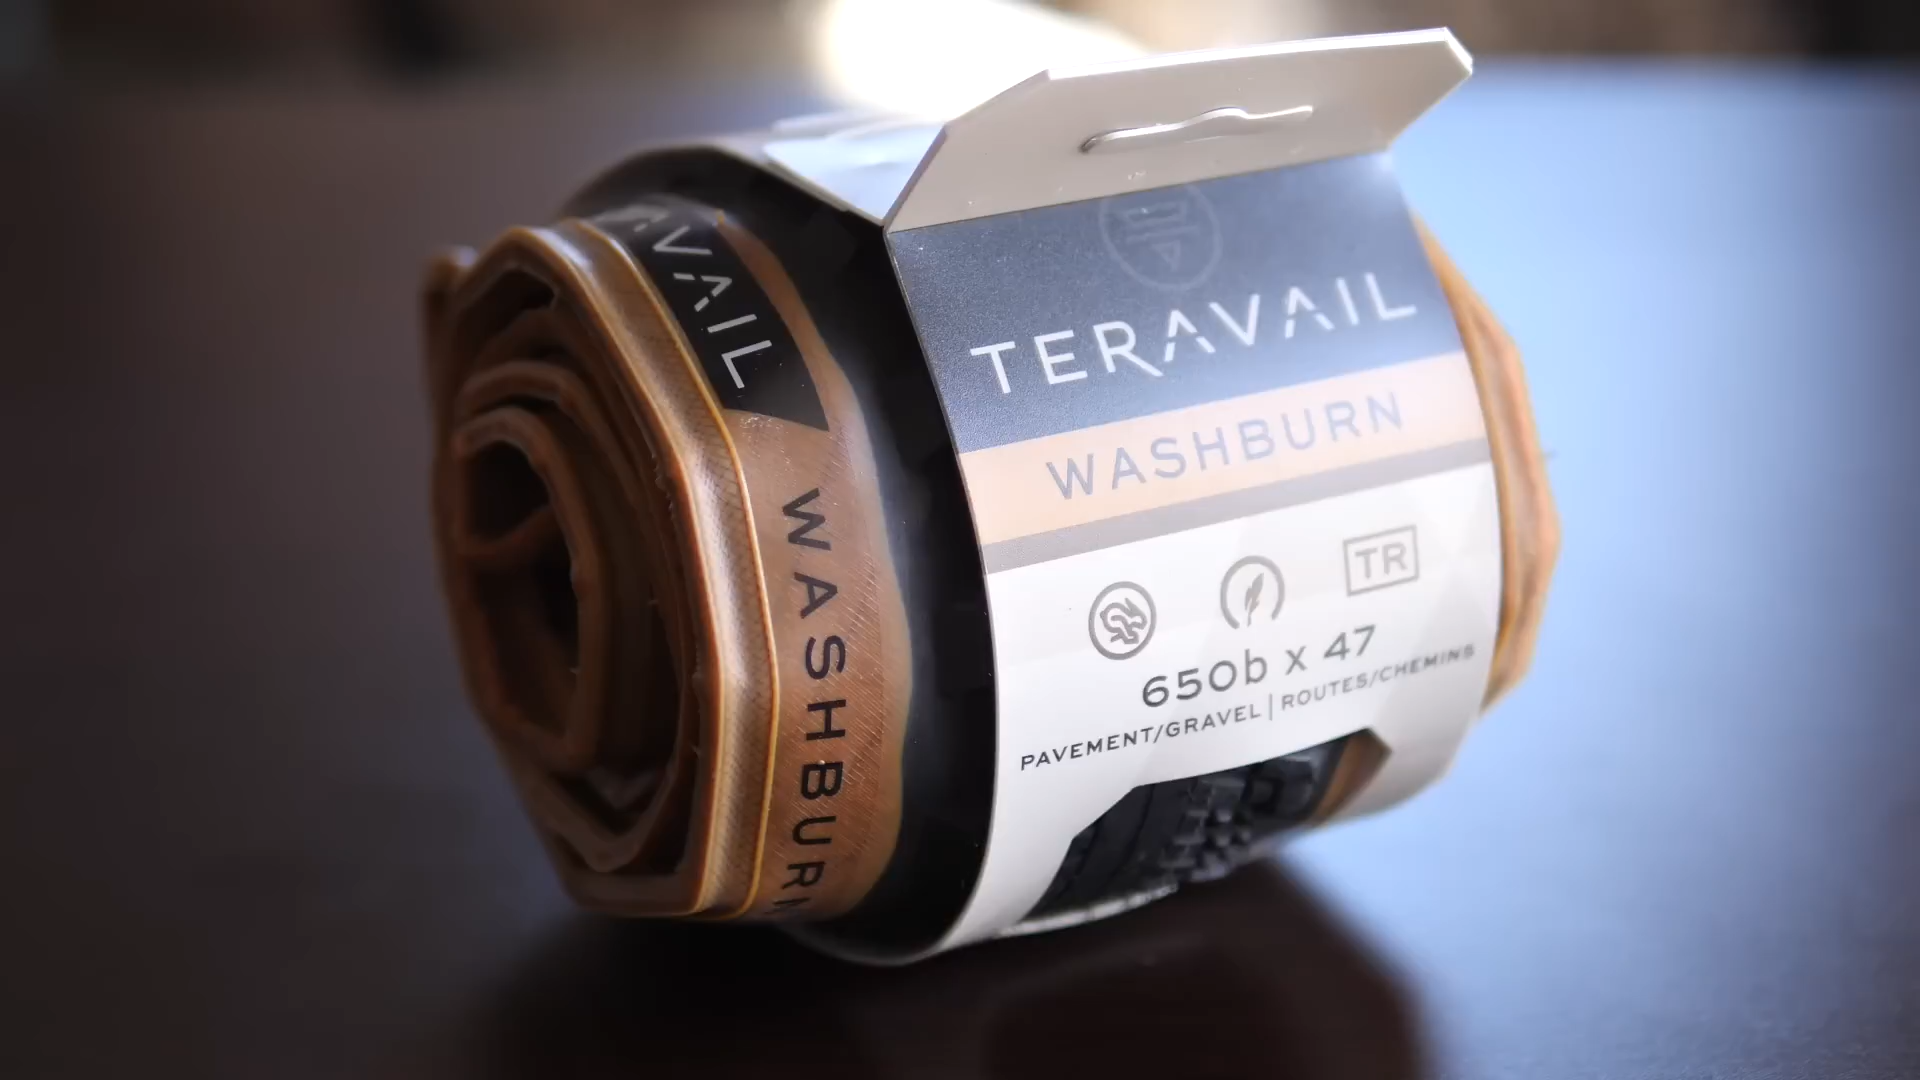 AVAIL
WASHBURN
TERAVAIL
WASHBURN
TR
650b x 47
PAVEMENT/GRAVEL | ROUTES/CHEMINS